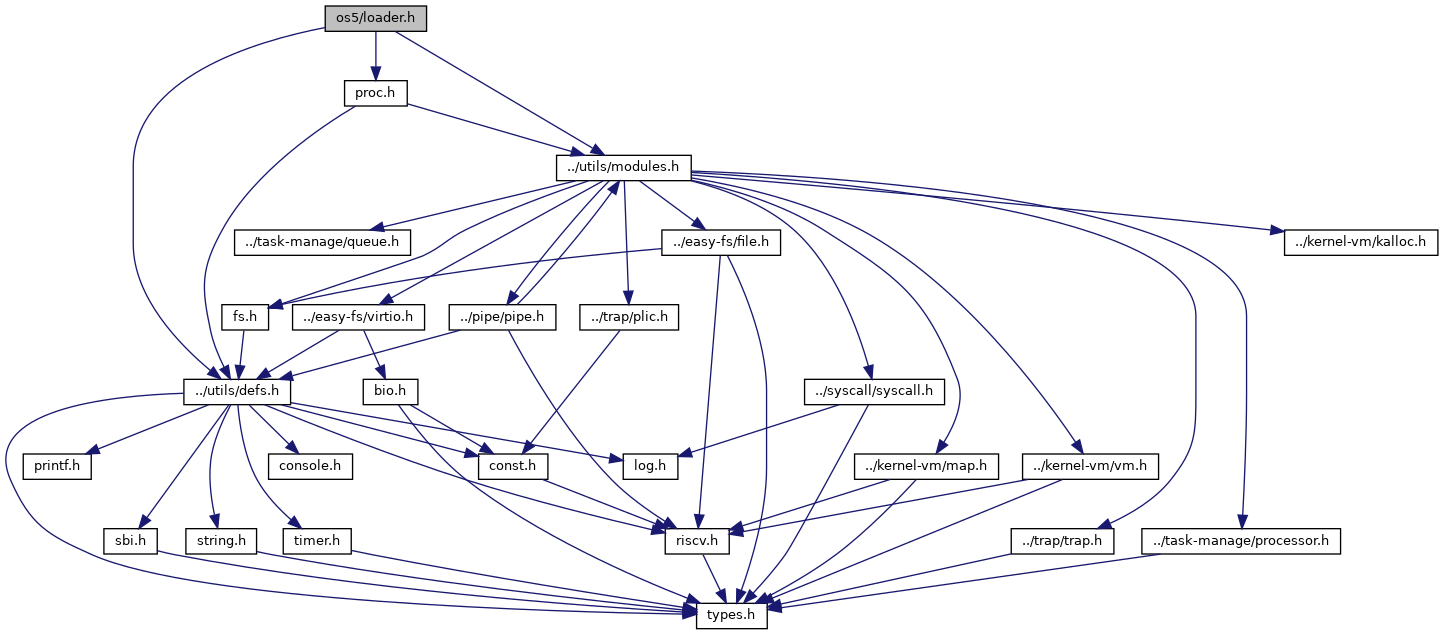 os5/loader.h
proc.h
../utils/modules.h
../task-manage/queue.h
../easy-fs/file.h
../kernel-vm/kalloc.h
fs.h
../easy-fs/virtio.h
../pipe/pipe.h
../trap/plic.h
../utils/defs.h
bio.h
../syscall/syscall.h
printf.h
console.h
const.h
log.h
../kernel-vm/map.h
../kernel-vm/vm.h
sbi.h
string.h
timer.h
riscv.h
../trap/trap.h
../task-manage/processor.h
types.h